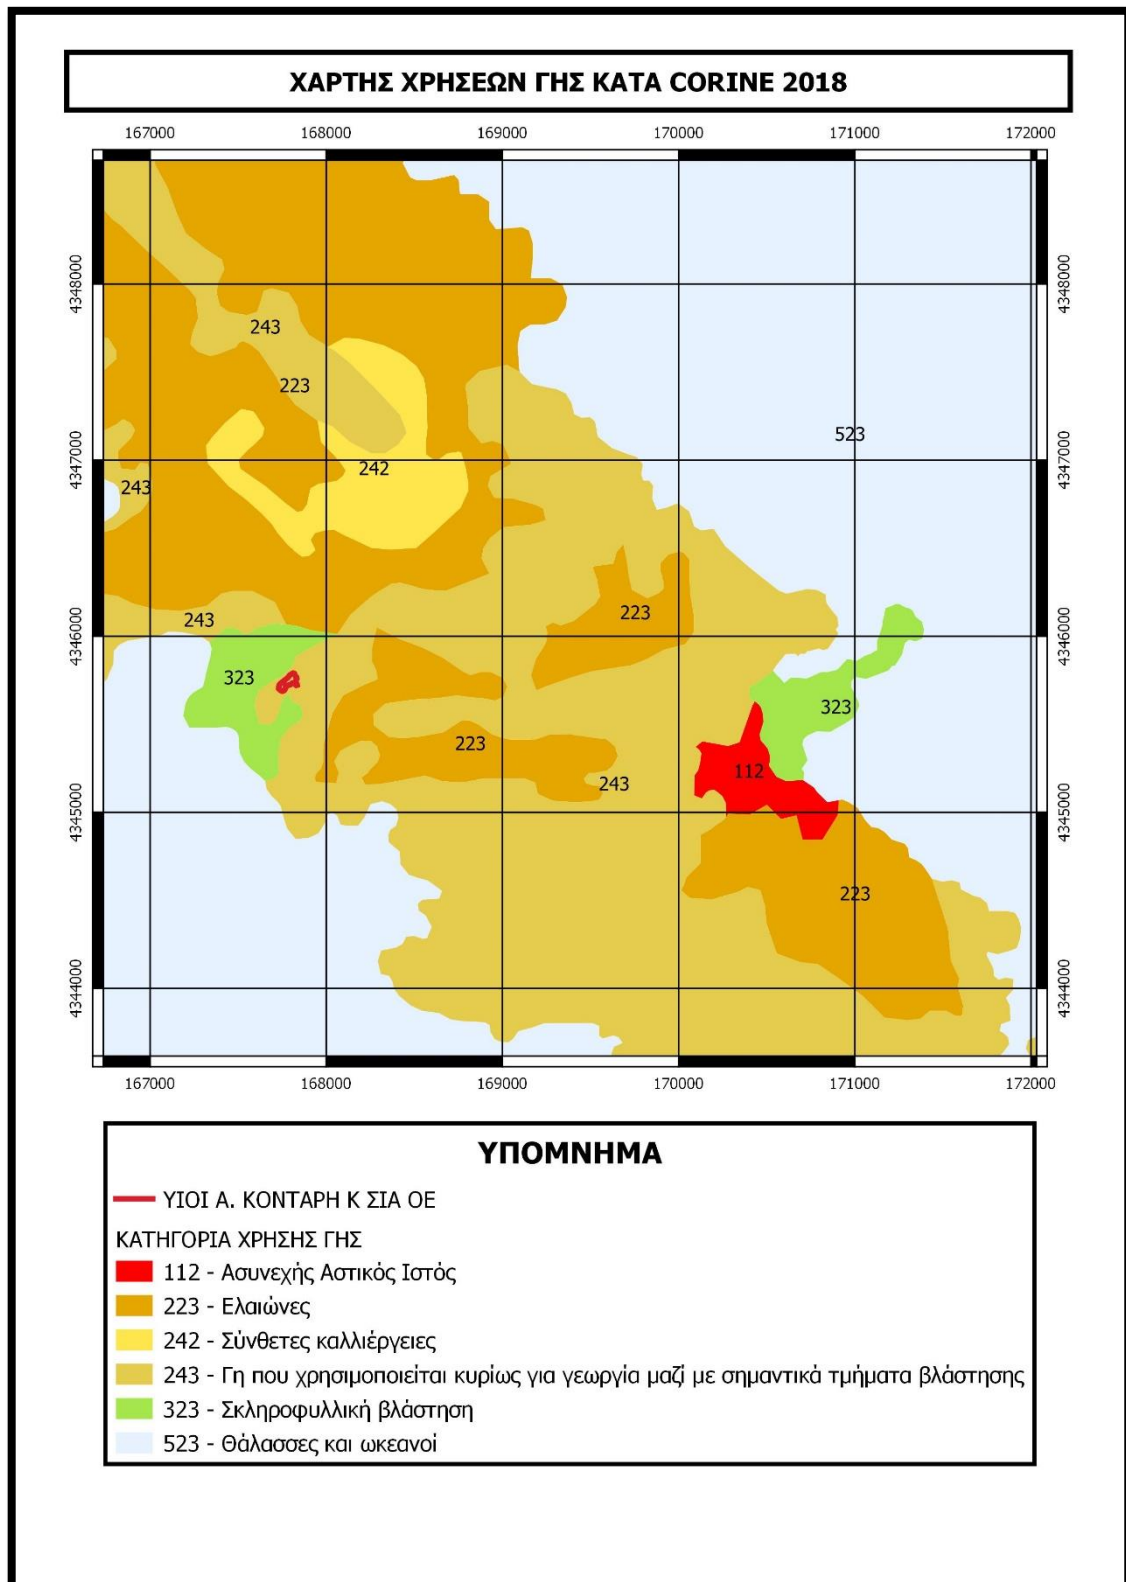 ΧΑΡΤΗΣ ΧΡΗΣΕΩΝ ΓΗΣ ΚΑΤΑ CORINE 2018
167000 168000 169000 170000 171000 172000
4348000 4348000
243
223
523
4347000 4347000
242
243
223
243
4346000 4346000
323
323
223
112
243
4345000 4345000
223
4344000 4344000
167000 168000 169000 170000 171000 172000
ΥΠΟΜΝΗΜΑ
ΥΙΟΙ Α. ΚΟΝΤΑΡΗ Κ ΣΙΑ ΟΕ
ΚΑΤΗΓΟΡΙΑ ΧΡΗΣΗΣ ΓΗΣ
112 - Ασυνεχής Αστικός Ιστός
223 - Ελαιώνες
242 - Σύνθετες καλλιέργειες
243 - Γη που χρησιμοποιείται κυρίως για γεωργία μαζί με σημαντικά τμήματα βλάστησης
323 - Σκληροφυλλική βλάστηση
523 - Θάλασσες και ωκεανοί